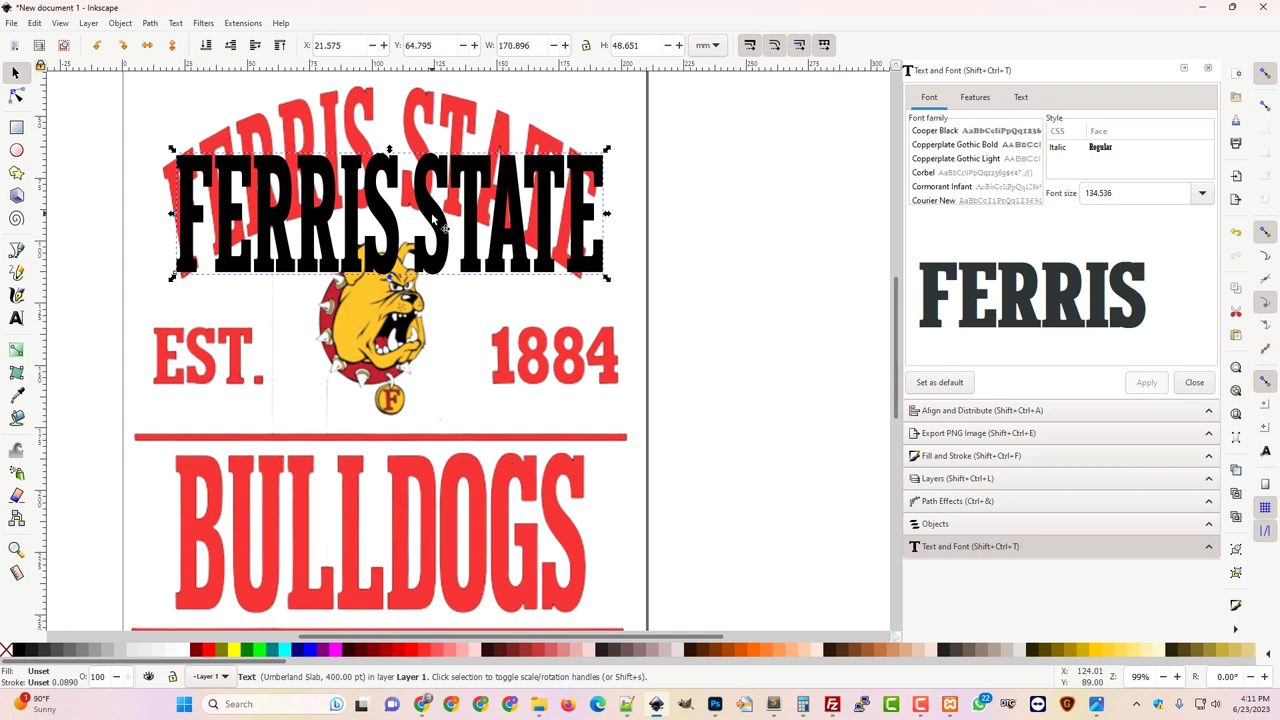 *New document 1 - Inkscape
File Edit View Layer Object Path Text Filters Extensions Help
X: 21.575 Y: 64.795 W: 170.896 H: 48.651 mm
Text and Font (Shift+Ctrl+T)
Font Features Text
Font family Style
Cooper Black AaBbCcIiPpQq1236 CSS Face
Copperplate Gothic Bold Italic Regular
Copperplate Gothic Light
Corbel Font size 134.536
Cormorant Infant
Courier New
FERRIS STATE
FERRIS STATE
FERRIS
EST. 1884
F
Set as default Apply Close
Align and Distribute (Shift+Ctrl+A)
Export PNG Image (Shift+Ctrl+E)
Fill and Stroke (Shift+Ctrl+F)
Layers (Shift+Ctrl+L)
Path Effects (Ctrl+&)
Objects
Text and Font (Shift+Ctrl+T)
BULLDOGS
Fill: Unset
Stroke: Unset 0.0890 O: 100 Layer 1 Text (Umberland Slab, 400.00 pt) in layer Layer 1. Click selection to toggle scale/rotation handles (or Shift+s). X: 124.01 Y: 89.00 Z: 99% R: 0.00°
90°F
Sunny
Search
22
4:11 PM
6/23/2023